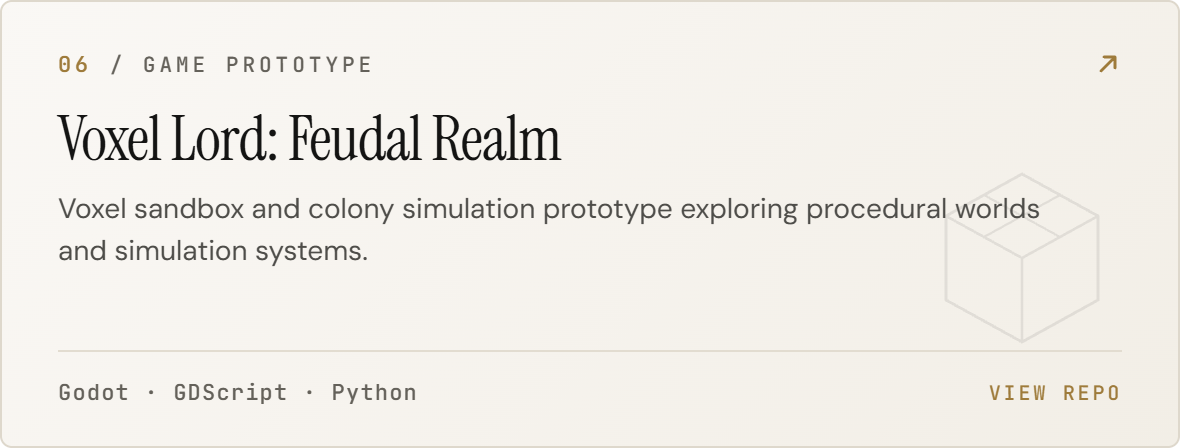 06 / GAME PROTOTYPE
Voxel Lord: Feudal Realm
Voxel sandbox and colony simulation prototype exploring procedural worlds
and simulation systems.
Godot · GDScript · Python
VIEW REPO